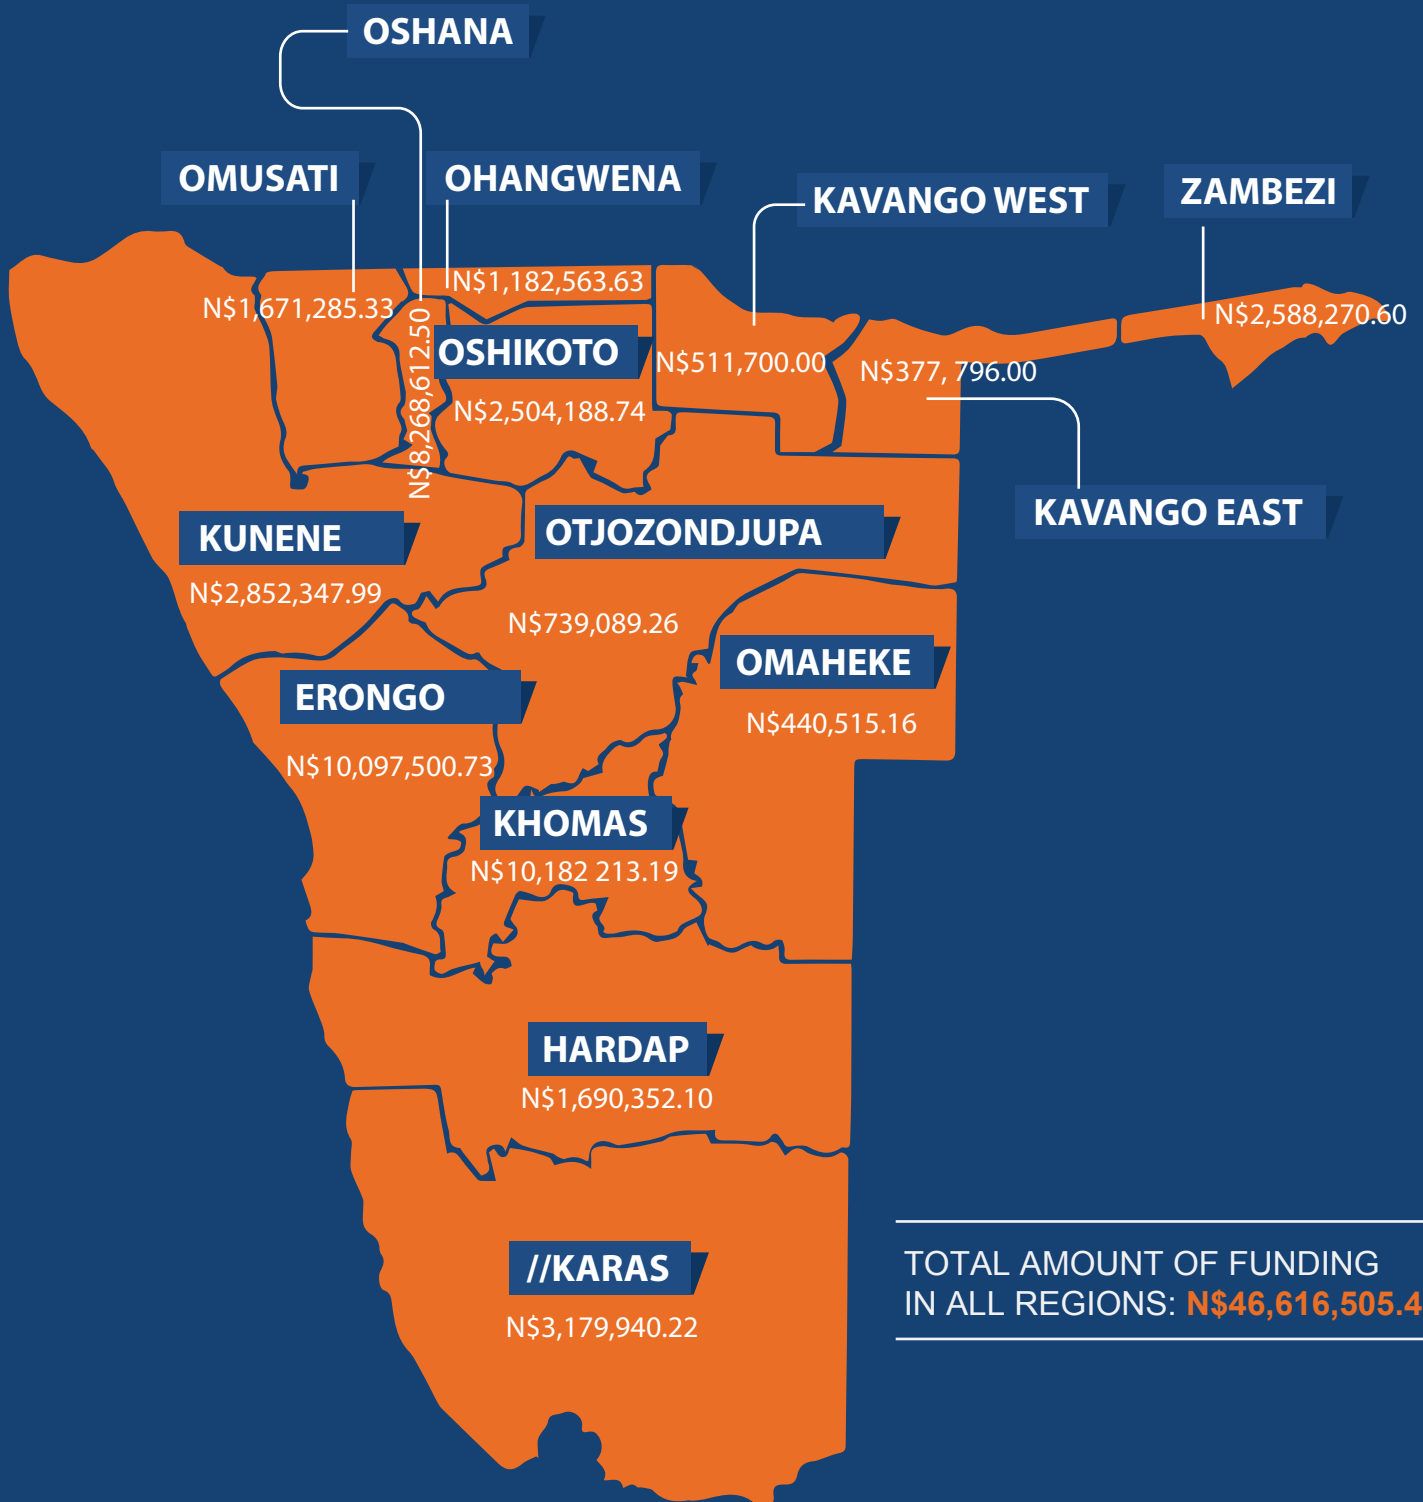 OSHANA
OMUSATI
OHANGWENA
KAVANGO WEST
ZAMBEZI
N$1,671,285.33
N$8,268,612.50
N$1,182,563.63
OSHIKOTO
N$2,504,188.74
N$511,700.00
N$377, 796.00
N$2,588,270.60
KAVANGO EAST
KUNENE
N$2,852,347.99
OTJOZONDJUPA
N$739,089.26
OMAHEKE
N$440,515.16
ERONGO
N$10,097,500.73
KHOMAS
N$10,182 213.19
HARDAP
N$1,690,352.10
//KARAS
N$3,179,940.22
TOTAL AMOUNT OF FUNDING
IN ALL REGIONS: N$46,616,505.4